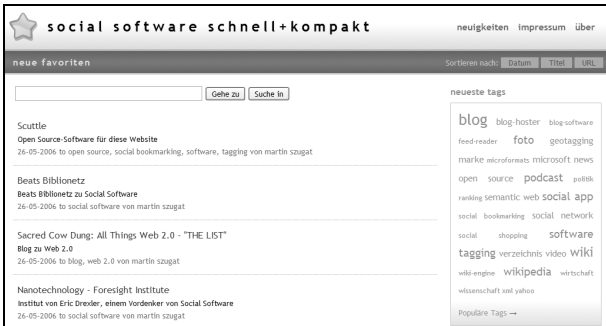 social software schnell+kompakt
neuigkeiten impressum über
neue favoriten
Sortieren nach: Datum Titel URL
Gehe zu Suche in
Scuttle
Open Source-Software für diese Website
26-05-2006 to open source, social bookmarking, software, tagging von martin szugat
Beats Biblionetz
Beats Biblionetz zu Social Software
26-05-2006 to social software von martin szugat
Sacred Cow Dung: All Things Web 2.0 - "THE LIST"
Blog zu Web 2.0
26-05-2006 to blog, web 2.0 von martin szugat
Nanotechnology - Foresight Institute
Institut von Eric Drexler, einem Vordenker von Social Software
26-05-2006 to social software von martin szugat
neueste tags
blog blog-hoster blog-software
feed-reader foto geotagging
marke microformats microsoft news
open source podcast politik
ranking semantic web social app
social bookmarking social network
social shopping software
tagging verzeichnis video wiki
wiki-engine wikipedia wirtschaft
wissenschaft xml yahoo
Populäre Tags →